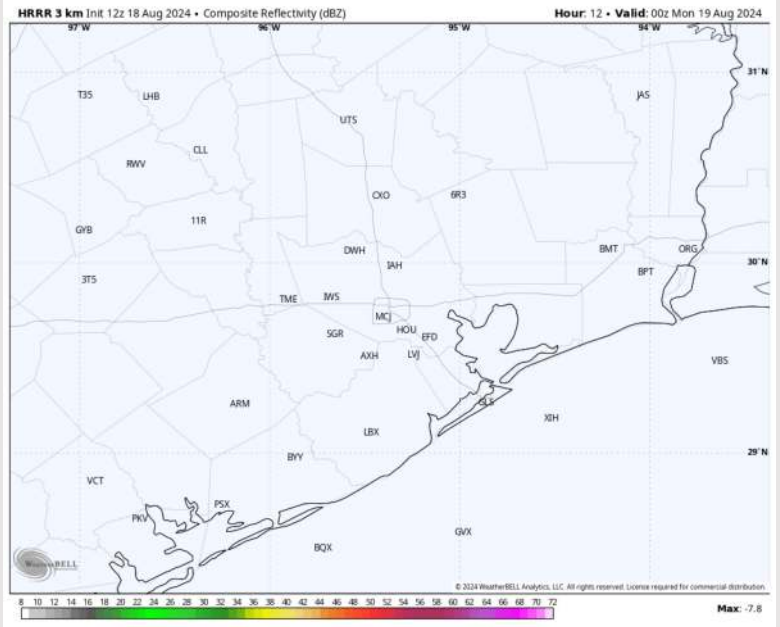 HRRR 3 km Init 12z 18 Aug 2024 • Composite Reflectivity (dBZ) Hour: 12 • Valid: 00z Mon 19 Aug 2024
97°W 96°W 95°W 94°W
31°N
T35 LHB JAS
UTS
CLL
RWV
CXO 6R3
11R
GYB
DWH BMT ORG
30°N
IAH BPT
3T5
TME IWS
MCJ
SGR HOU EFD
AXH LVJ VBS
ARM GLS
XIH
LBX
29°N
BYY
VCT
PSX
PKV
GVX
BQX
WeatherBELL
© 2024 WeatherBELL Analytics, LLC. All rights reserved. License required for commercial distribution.
8 10 12 14 16 18 20 22 24 26 28 30 32 34 36 38 40 42 44 46 48 50 52 54 56 58 60 62 64 66 68 70 72
Max: -7.8